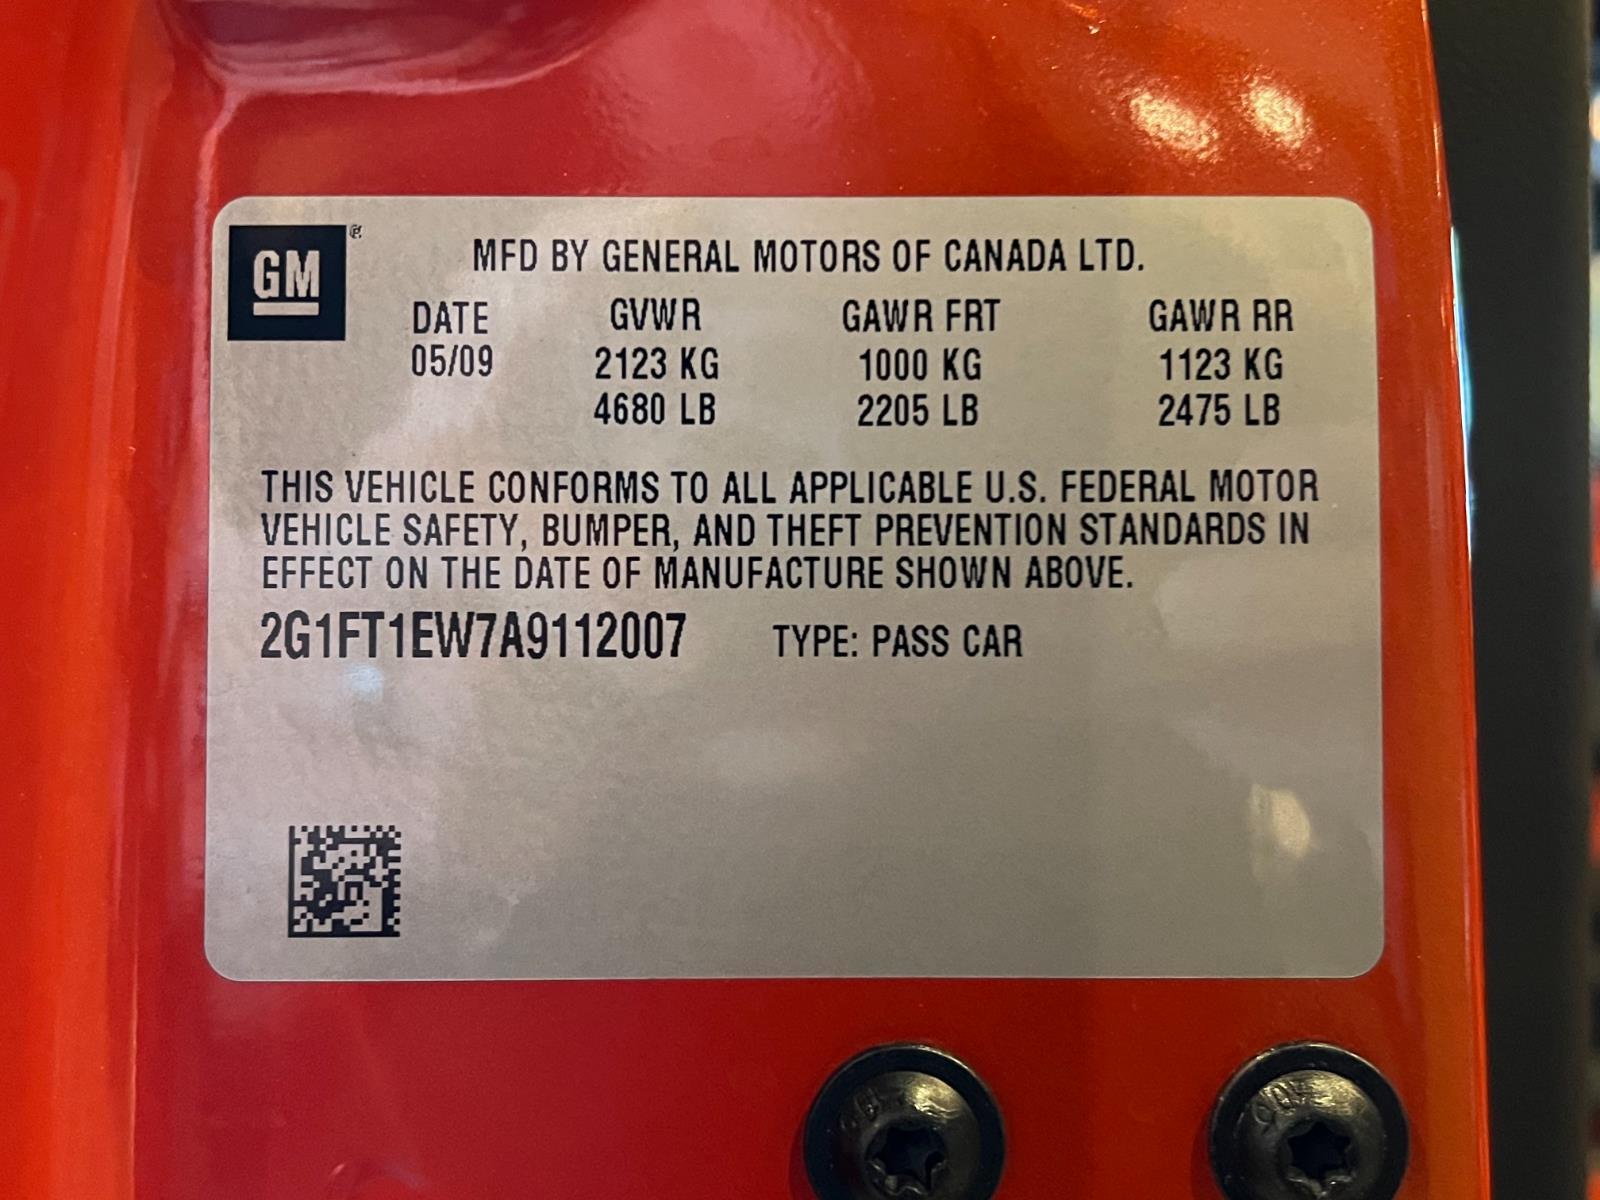 GM
®
MFD BY GENERAL MOTORS OF CANADA LTD.
DATE GVWR GAWR FRT GAWR RR
05/09 2123 KG 1000 KG 1123 KG
4680 LB 2205 LB 2475 LB
THIS VEHICLE CONFORMS TO ALL APPLICABLE U.S. FEDERAL MOTOR
VEHICLE SAFETY, BUMPER, AND THEFT PREVENTION STANDARDS IN
EFFECT ON THE DATE OF MANUFACTURE SHOWN ABOVE.
2G1FT1EW7A9112007 TYPE: PASS CAR